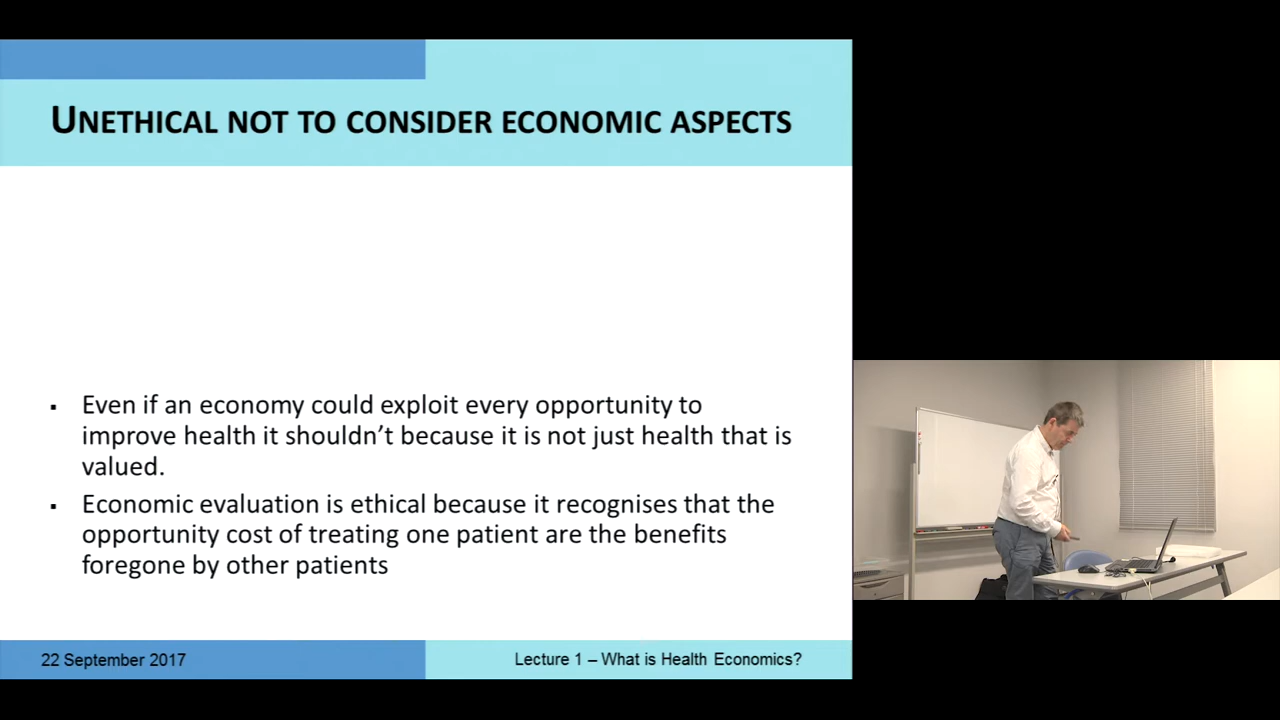 UNETHICAL NOT TO CONSIDER ECONOMIC ASPECTS
▪ Even if an economy could exploit every opportunity to
improve health it shouldn't because it is not just health that is
valued.
▪ Economic evaluation is ethical because it recognises that the
opportunity cost of treating one patient are the benefits
foregone by other patients
22 September 2017
Lecture 1 – What is Health Economics?